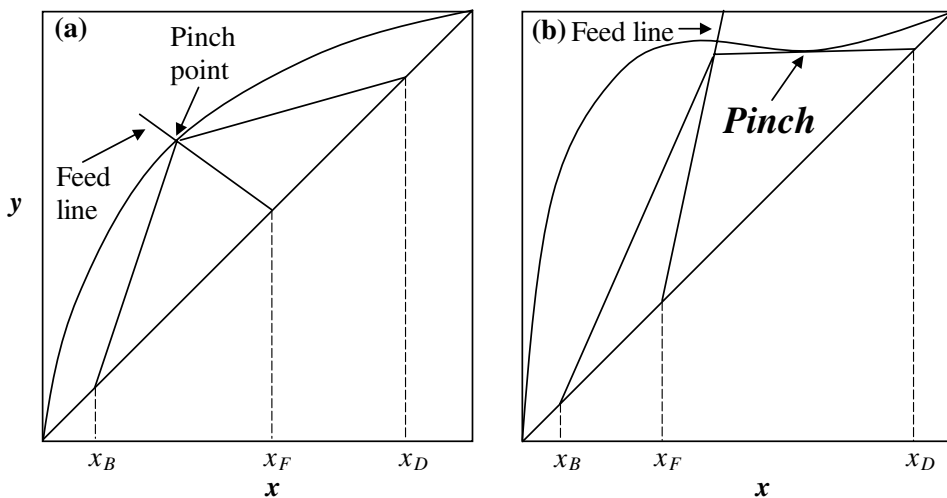 (a)
Pinch
point
Feed
line
y
x_B
x_F
x_D
x
(b)
Feed line
Pinch
x_B
x_F
x_D
x